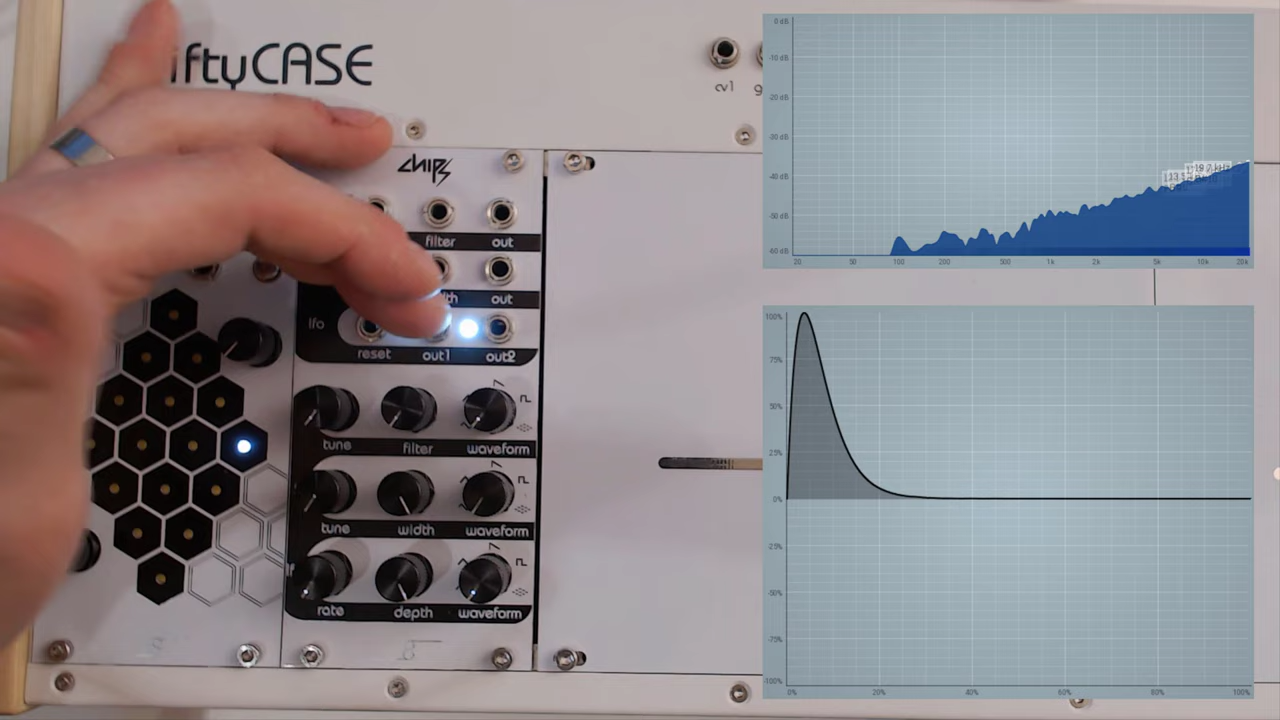 iftyCASE
cv1
g
chips
filter
out
th
out
lfo
reset
out1
out2
tune
filter
waveform
tune
width
waveform
rate
depth
waveform
0 dB
-10 dB
-20 dB
-30 dB
-40 dB
-50 dB
-60 dB
20
50
100
200
500
1k
2k
5k
10k
20k
100%
75%
50%
25%
0%
-25%
-50%
-75%
-100%
0%
20%
40%
60%
80%
100%